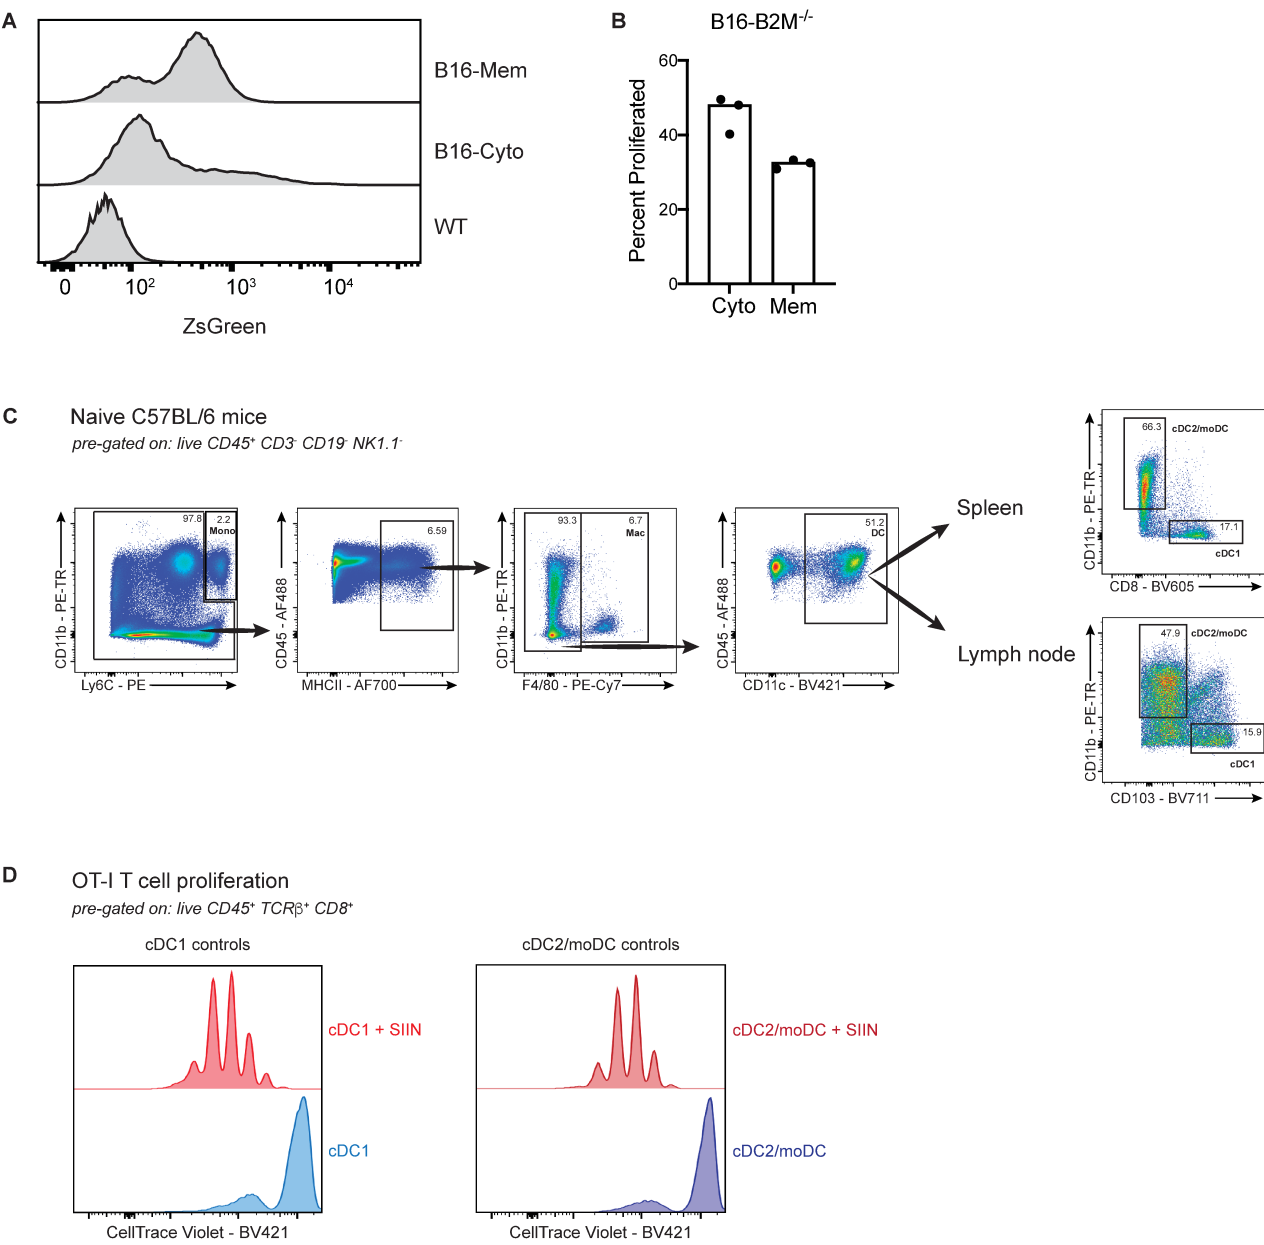 A
B16-Mem
B16-Cyto
WT
0 10² 10³ 10⁴
ZsGreen
B
B16-B2M-/-
Percent Proliferated
60
40
20
0
Cyto Mem
C
Naive C57BL/6 mice
pre-gated on: live CD45+ CD3- CD19- NK1.1-
97.8
2.2
Mono
CD11b - PE-TR
Ly6C - PE
6.59
CD45 - AF488
MHCII - AF700
93.3
6.7
Mac
CD11b - PE-TR
F4/80 - PE-Cy7
51.2
DC
CD45 - AF488
CD11c - BV421
Spleen
66.3
cDC2/moDC
17.1
cDC1
CD11b - PE-TR
CD8 - BV605
Lymph node
47.9
cDC2/moDC
15.9
cDC1
CD11b - PE-TR
CD103 - BV711
D
OT-I T cell proliferation
pre-gated on: live CD45+ TCRβ+ CD8+
cDC1 controls
cDC1 + SIIN
cDC1
CellTrace Violet - BV421
cDC2/moDC controls
cDC2/moDC + SIIN
cDC2/moDC
CellTrace Violet - BV421